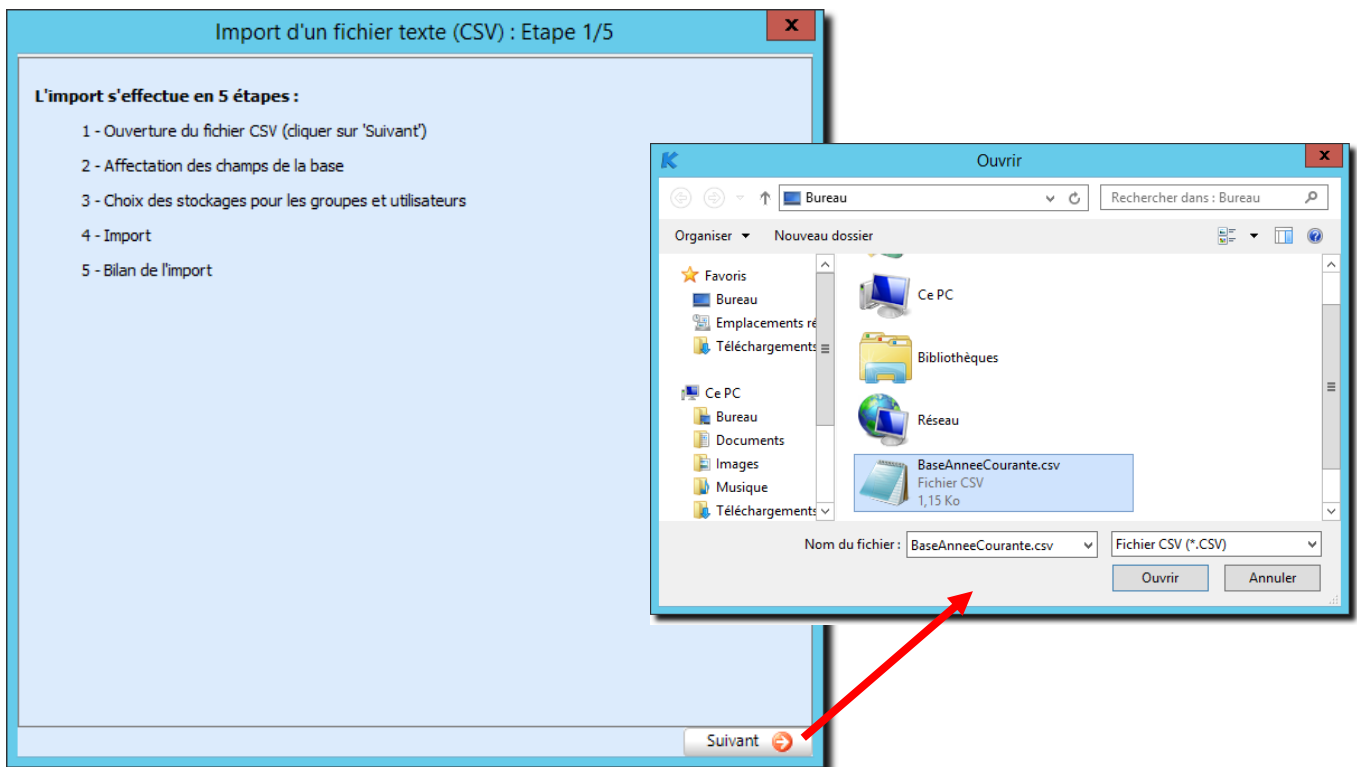 Import d'un fichier texte (CSV) : Etape 1/5
L'import s'effectue en 5 étapes :
1 - Ouverture du fichier CSV (cliquer sur 'Suivant')
2 - Affectation des champs de la base
3 - Choix des stockages pour les groupes et utilisateurs
4 - Import
5 - Bilan de l'import
Suivant
Ouvrir
Bureau
Rechercher dans : Bureau
Organiser
Nouveau dossier
Favoris
Bureau
Emplacements ré
Téléchargements
Ce PC
Bureau
Documents
Images
Musique
Téléchargements
Ce PC
Bibliothèques
Réseau
BaseAnneeCourante.csv
Fichier CSV
1,15 Ko
Nom du fichier : BaseAnneeCourante.csv
Fichier CSV (*.CSV)
Ouvrir
Annuler